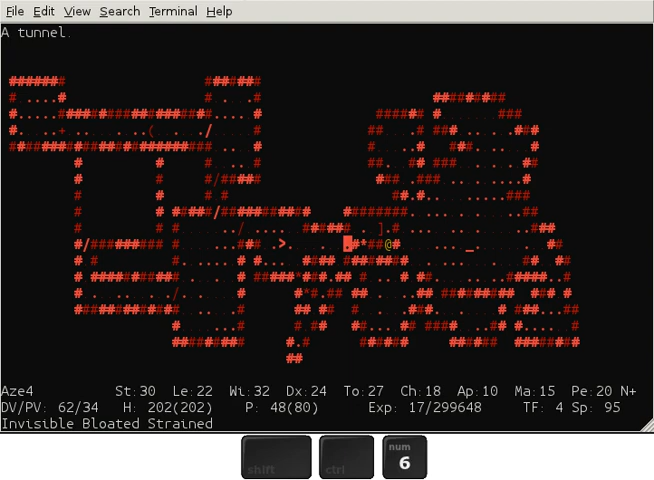 File Edit View Search Terminal Help
A tunnel.
Aze4 St:30 Le:22 Wi:32 Dx:24 To:27 Ch:18 Ap:10 Ma:15 Pe:20 N+
DV/PV: 62/34 H: 202(202) P: 48(80) Exp: 17/299648 TF: 4 Sp: 95
Invisible Bloated Strained
shift ctrl num
6